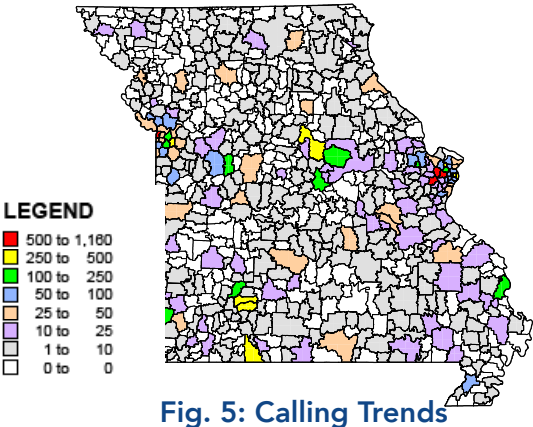 LEGEND
500 to 1,160
250 to 500
100 to 250
50 to 100
25 to 50
10 to 25
1 to 10
0 to 0
Fig. 5: Calling Trends